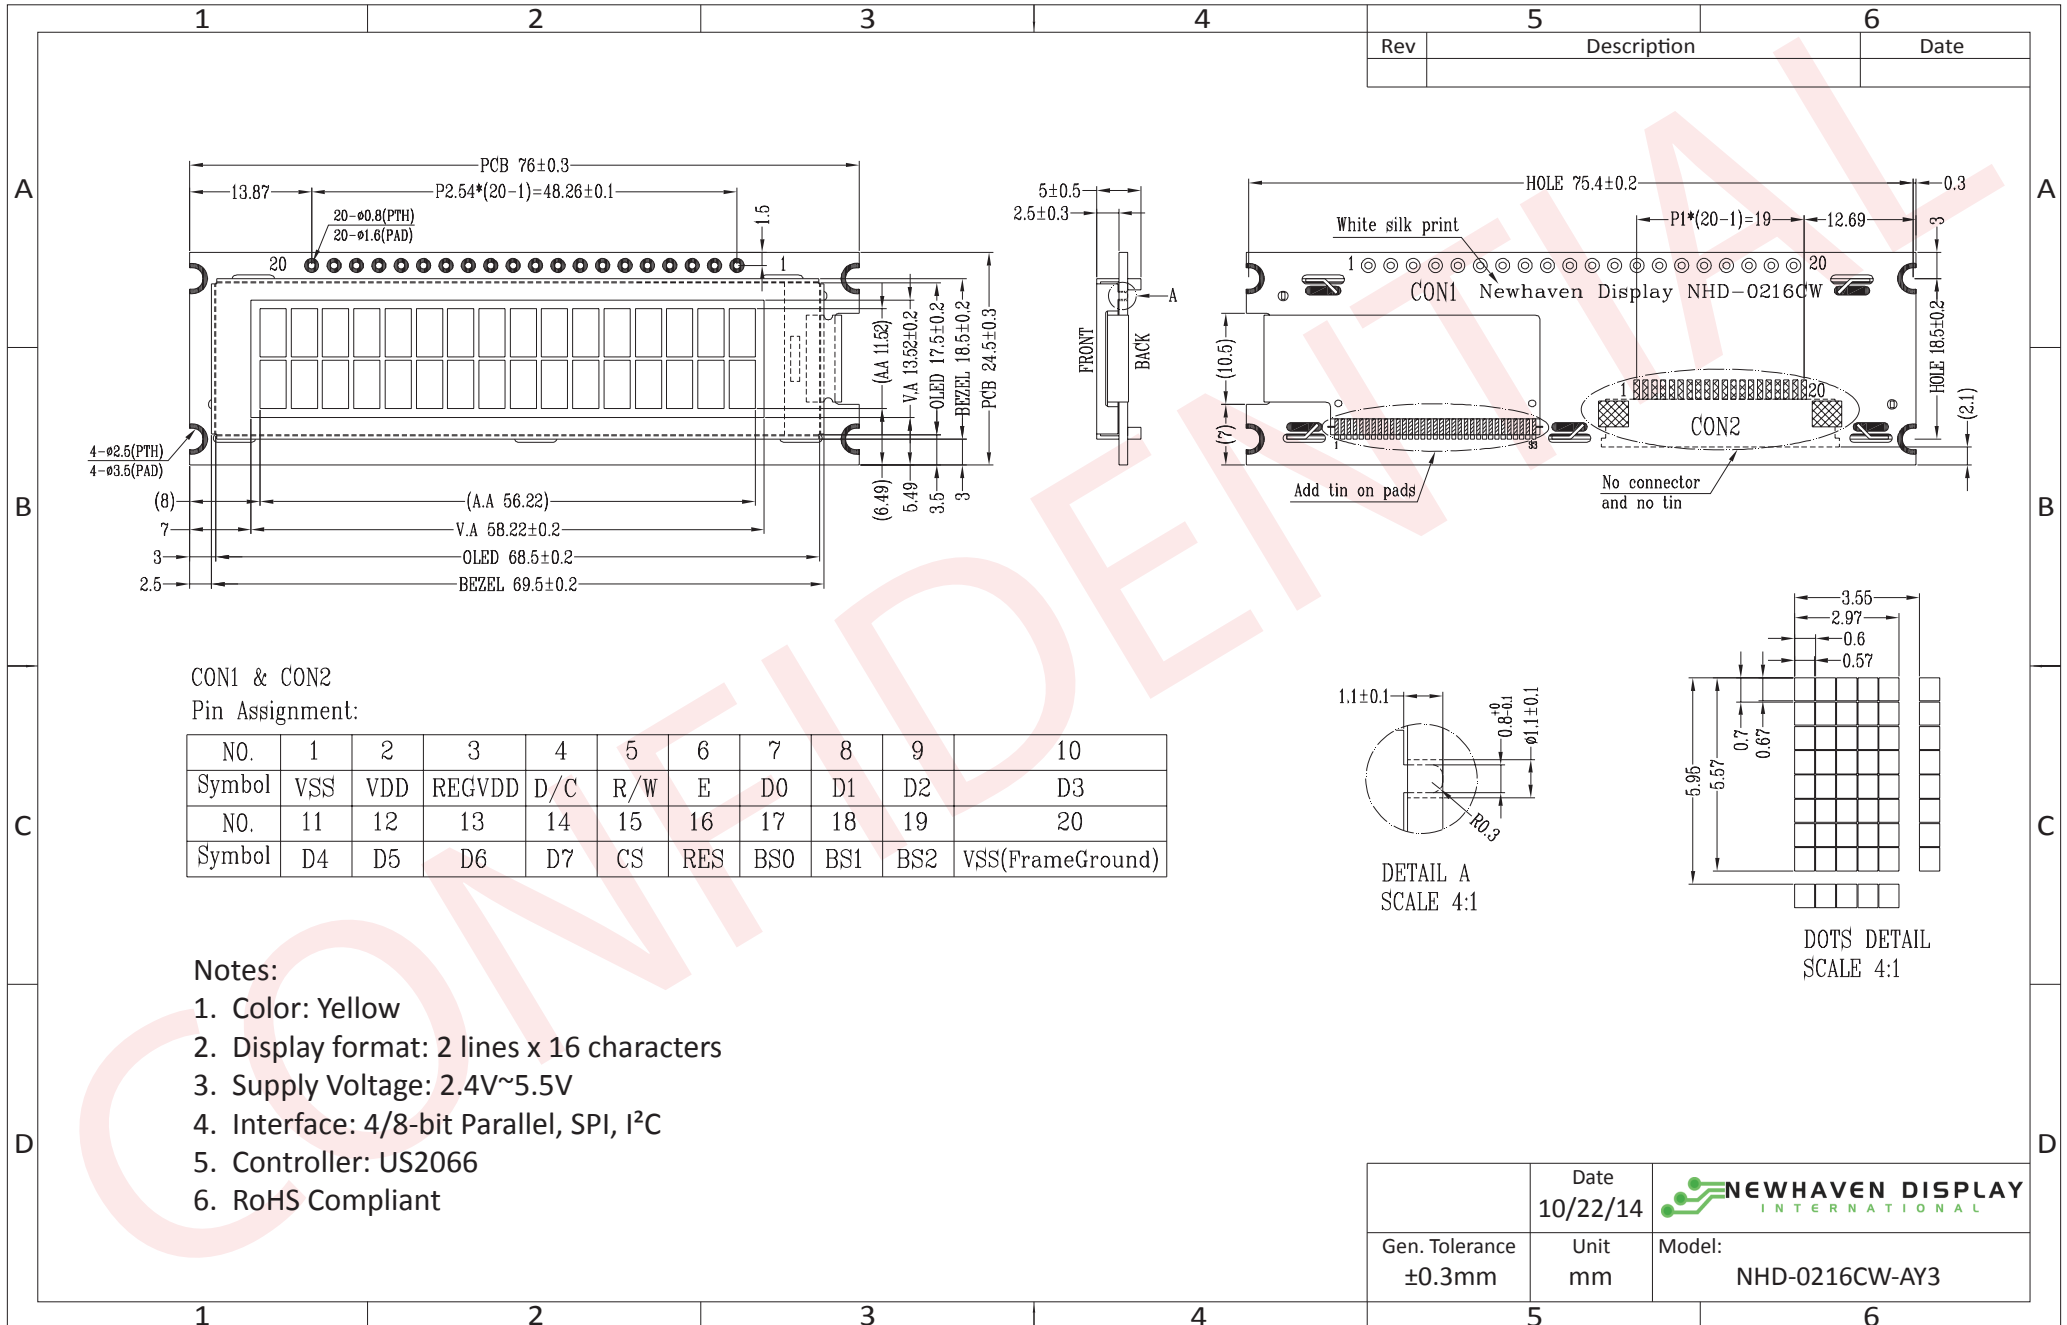 1 2 3 4 5 6
Rev Description Date
A A
B B
C C
D D
CONFIDENTIAL
PCB 76±0.3
13.87 P2.54*(20-1)=48.26±0.1
20-ø0.8(PTH)
20-ø1.6(PAD)
1.5
20 1
(A.A 11.52)
V.A 13.52±0.2
OLED 17.5±0.2
BEZEL 18.5±0.2
PCB 24.5±0.3
4-ø2.5(PTH)
4-ø3.5(PAD)
(6.49)
5.49
3.5
3
(8) (A.A 56.22)
7 V.A 58.22±0.2
3 OLED 68.5±0.2
2.5 BEZEL 69.5±0.2
5±0.5
2.5±0.3
A
FRONT
BACK
HOLE 75.4±0.2 0.3
P1*(20-1)=19 12.69
3
White silk print
1 20
CON1 Newhaven Display NHD-0216CW
(10.5)
(7)
HOLE 18.5±0.2
(2.1)
1 20
CON2
1 33
Add tin on pads
No connector
and no tin
CON1 & CON2
Pin Assignment:
NO. 1 2 3 4 5 6 7 8 9 10
Symbol VSS VDD REGVDD D/C R/W E D0 D1 D2 D3
NO. 11 12 13 14 15 16 17 18 19 20
Symbol D4 D5 D6 D7 CS RES BS0 BS1 BS2 VSS(FrameGround)
1.1±0.1
0.8+0-0.1
ø1.1±0.1
R0.3
DETAIL A
SCALE 4:1
3.55
2.97
0.6
0.57
5.95
5.57
0.7
0.67
DOTS DETAIL
SCALE 4:1
Notes:
1. Color: Yellow
2. Display format: 2 lines x 16 characters
3. Supply Voltage: 2.4V~5.5V
4. Interface: 4/8-bit Parallel, SPI, I²C
5. Controller: US2066
6. RoHS Compliant
Date
10/22/14
NEWHAVEN DISPLAY
INTERNATIONAL
Gen. Tolerance
±0.3mm
Unit
mm
Model:
NHD-0216CW-AY3
1 2 3 4 5 6